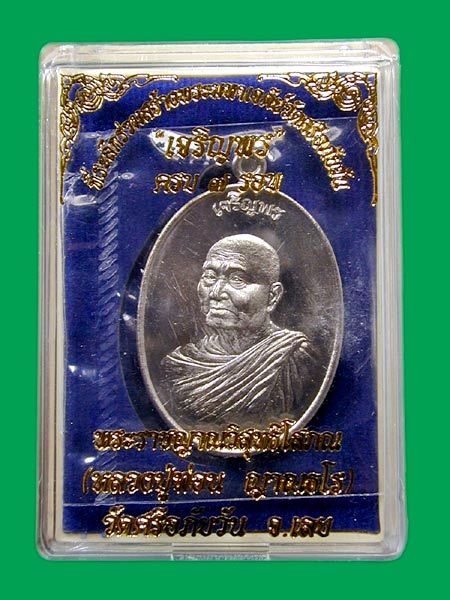 "เจริญพร"
ครบ ๗ รอบ
เจริญพร
พระราชญาณวิสุทธิโสภณ
(หลวงปู่ท่อน ญาณธโร)
วัดศรีอภัยวัน จ.เลย